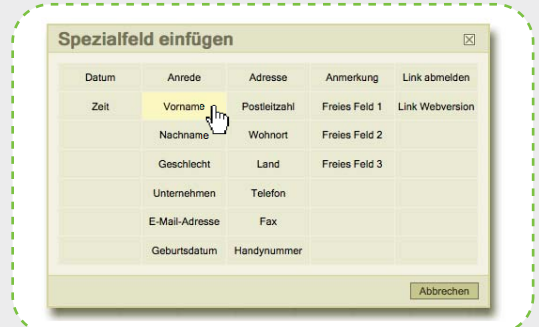 Spezialfeld einfügen
Datum Anrede Adresse Anmerkung Link abmelden
Zeit Vorname Postleitzahl Freies Feld 1 Link Webversion
Nachname Wohnort Freies Feld 2
Geschlecht Land Freies Feld 3
Unternehmen Telefon
E-Mail-Adresse Fax
Geburtsdatum Handynummer
Abbrechen